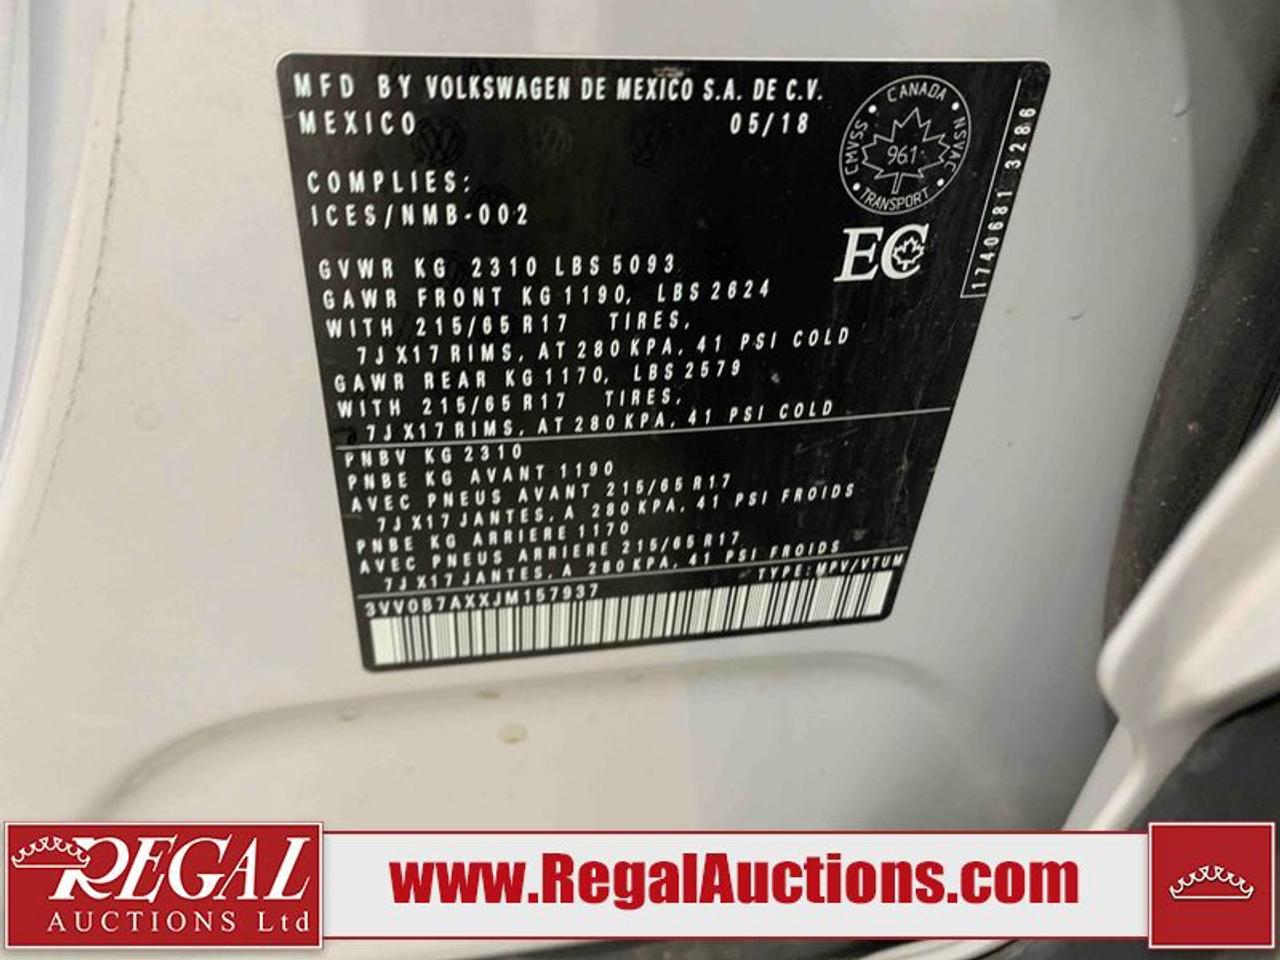 MFD BY VOLKSWAGEN DE MEXICO S.A. DE C.V.
MEXICO 05/18
CANADA
CMVSS NSVAC
961
TRANSPORT
1740681 3286
COMPLIES:
ICES/NMB-002
EC
GVWR KG 2310 LBS 5093
GAWR FRONT KG 1190, LBS 2624
WITH 215/65 R17 TIRES,
7J X17 RIMS, AT 280 KPA, 41 PSI COLD
GAWR REAR KG 1170, LBS 2579
WITH 215/65 R17 TIRES,
7J X17 RIMS, AT 280 KPA, 41 PSI COLD
PNBV KG 2310
PNBE KG AVANT 1190
AVEC PNEUS AVANT 215/65 R17
7J X17 JANTES, A 280 KPA, 41 PSI FROIDS
PNBE KG ARRIERE 1170
AVEC PNEUS ARRIERE 215/65 R17
7J X17 JANTES, A 280 KPA, 41 PSI FROIDS
3VV0B7AXXJM157937 TYPE: MPV/VTUM
REGAL
AUCTIONS Ltd
www.RegalAuctions.com